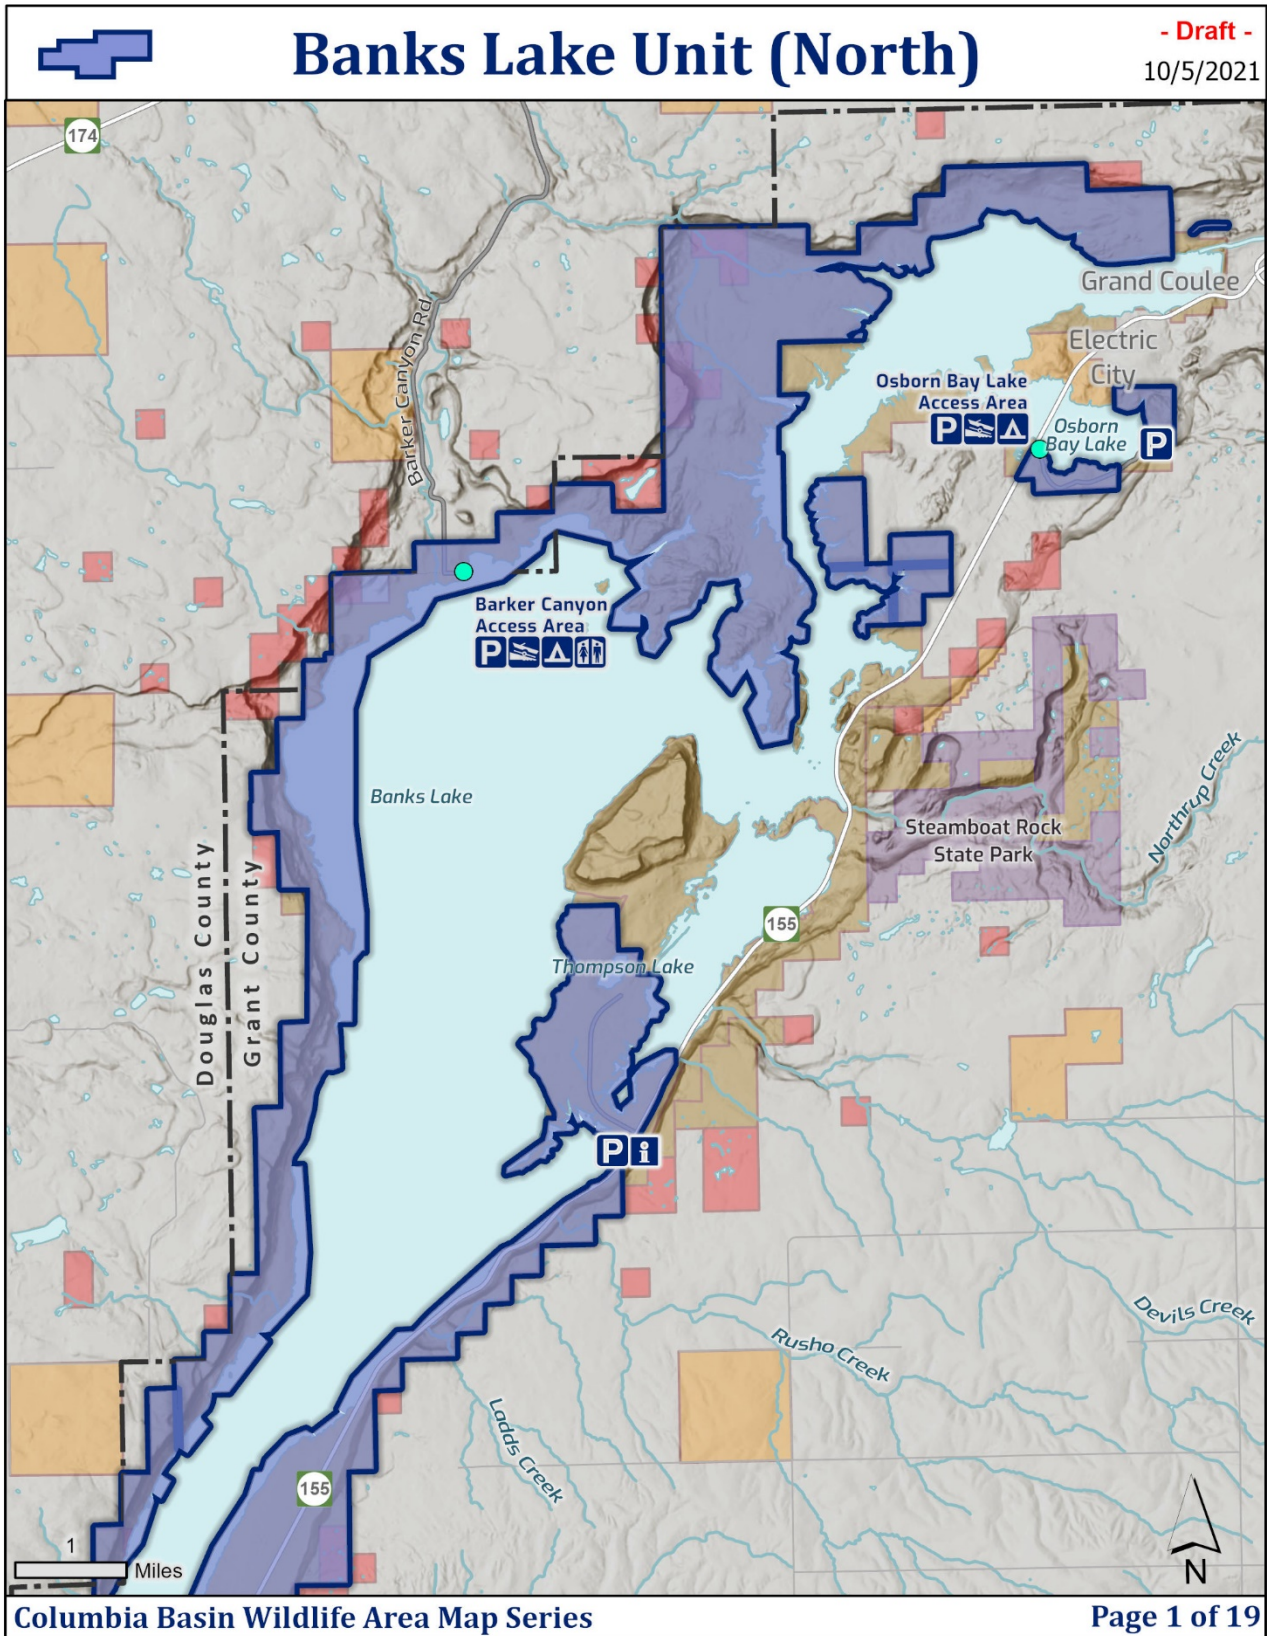 Banks Lake Unit (North)
- Draft -
10/5/2021
174
Barker Canyon Rd
Grand Coulee
Electric
City
Osborn Bay Lake
Access Area
P
Osborn
Bay Lake
P
Barker Canyon
Access Area
P
Banks Lake
Steamboat Rock
State Park
Northrup Creek
Douglas County
Grant County
155
Thompson Lake
P i
Devils Creek
Rusho Creek
Ladds Creek
155
1
Miles
N
Columbia Basin Wildlife Area Map Series
Page 1 of 19